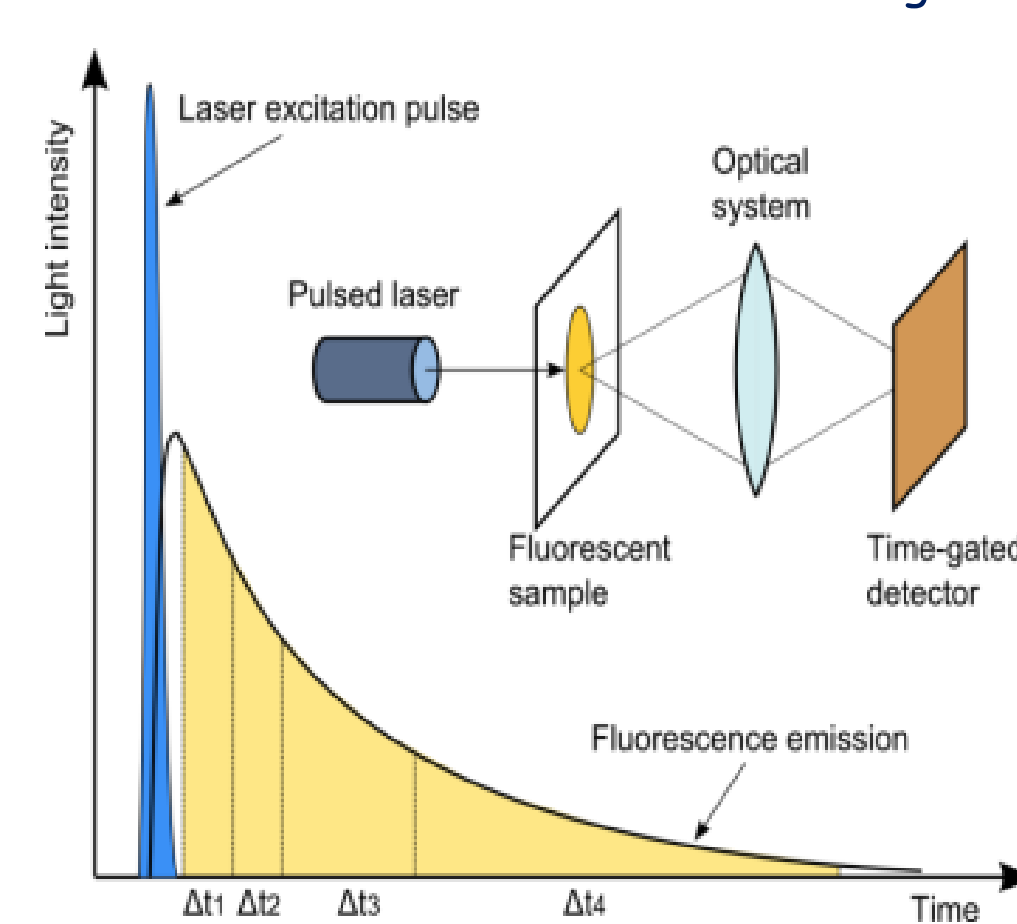 Laser excitation pulse
Light intensity
Optical
system
Pulsed laser
Fluorescent
sample
Time-gated
detector
Fluorescence emission
Δt1 Δt2 Δt3 Δt4
Time